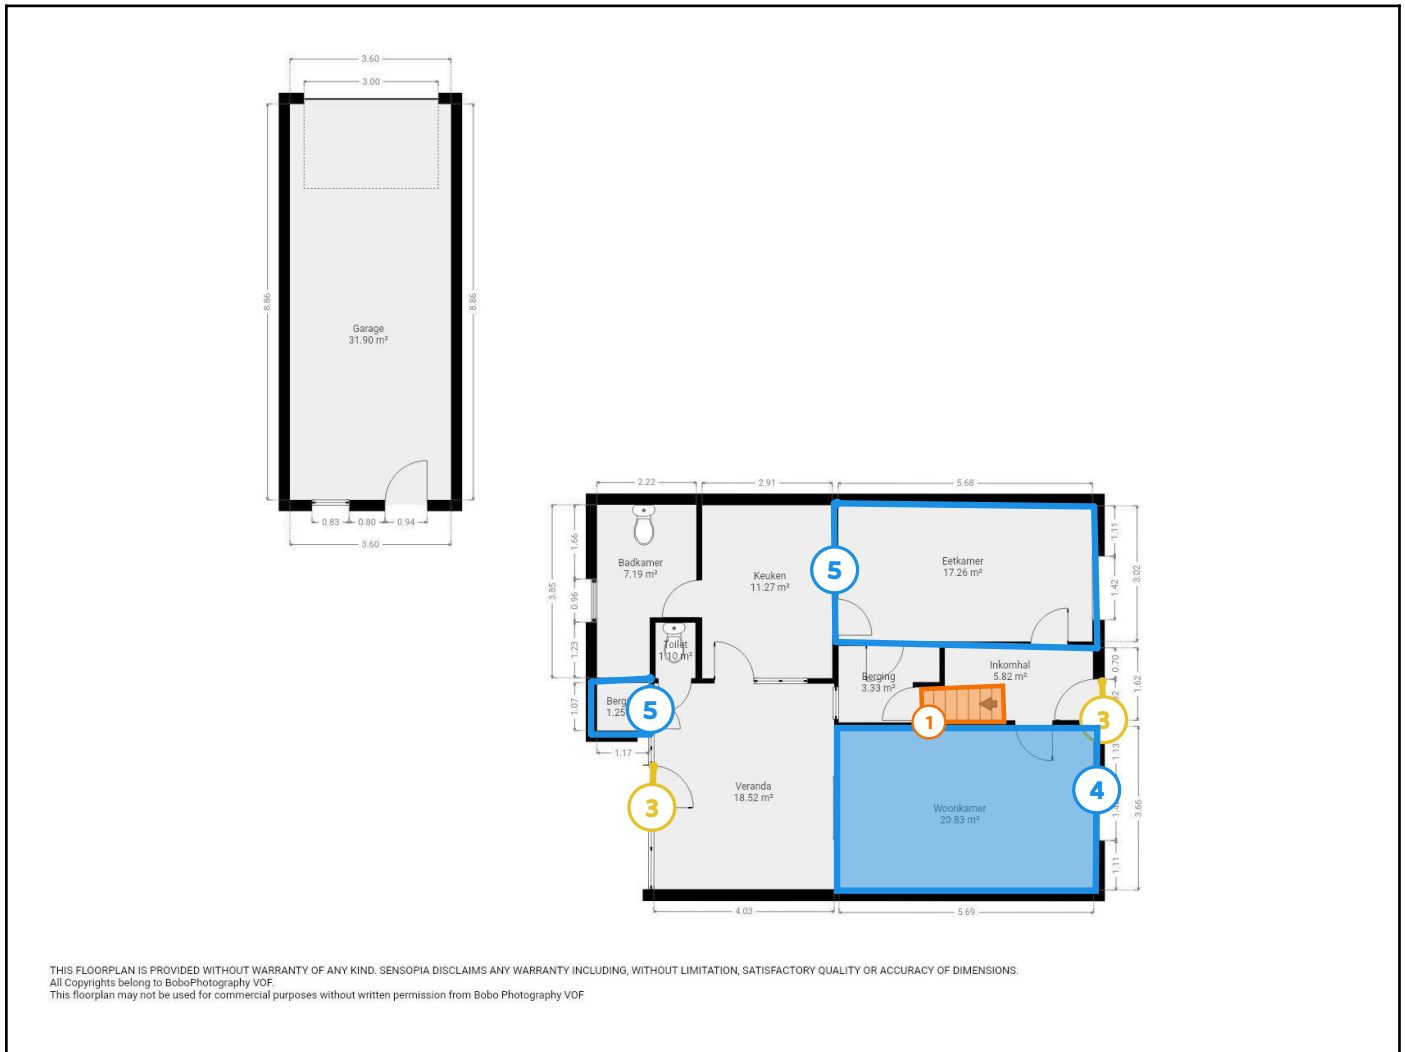 3.60
3.00
8.86
8.86
Garage
31.90 m²
0.83
0.80
0.94
3.60
2.22
2.91
5.68
1.66
0.96
1.23
3.85
1.07
Badkamer
7.19 m²
Keuken
11.27 m²
5
Eetkamer
17.26 m²
1.11
1.42
3.02
Toilet
1.10 m²
Berging
3.33 m²
Inkomhal
5.82 m²
0.70
1.62
5
1.25
1
3
1.17
1.13
Veranda
18.52 m²
3
Woonkamer
20.83 m²
4
3.66
1.11
4.03
5.69
THIS FLOORPLAN IS PROVIDED WITHOUT WARRANTY OF ANY KIND. SENSOPIA DISCLAIMS ANY WARRANTY INCLUDING, WITHOUT LIMITATION, SATISFACTORY QUALITY OR ACCURACY OF DIMENSIONS.
All Copyrights belong to BoboPhotography VOF.
This floorplan may not be used for commercial purposes without written permission from Bobo Photography VOF